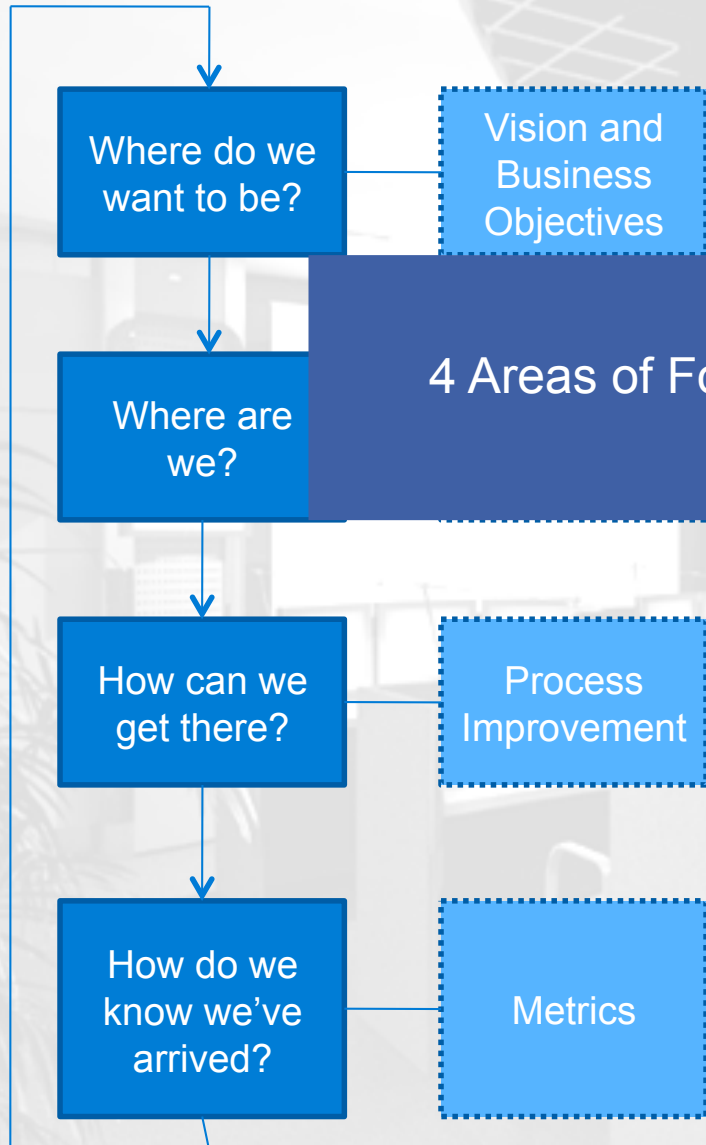 Where do we
want to be?
Vision and
Business
Objectives
Where are
we?
4 Areas of
How can we
get there?
Process
Improvement
How do we
know we’ve
arrived?
Metrics